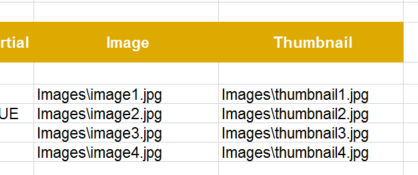 rtial Image Thumbnail
Images\image1.jpg Images\thumbnail1.jpg
UE Images\image2.jpg Images\thumbnail2.jpg
Images\image3.jpg Images\thumbnail3.jpg
Images\image4.jpg Images\thumbnail4.jpg